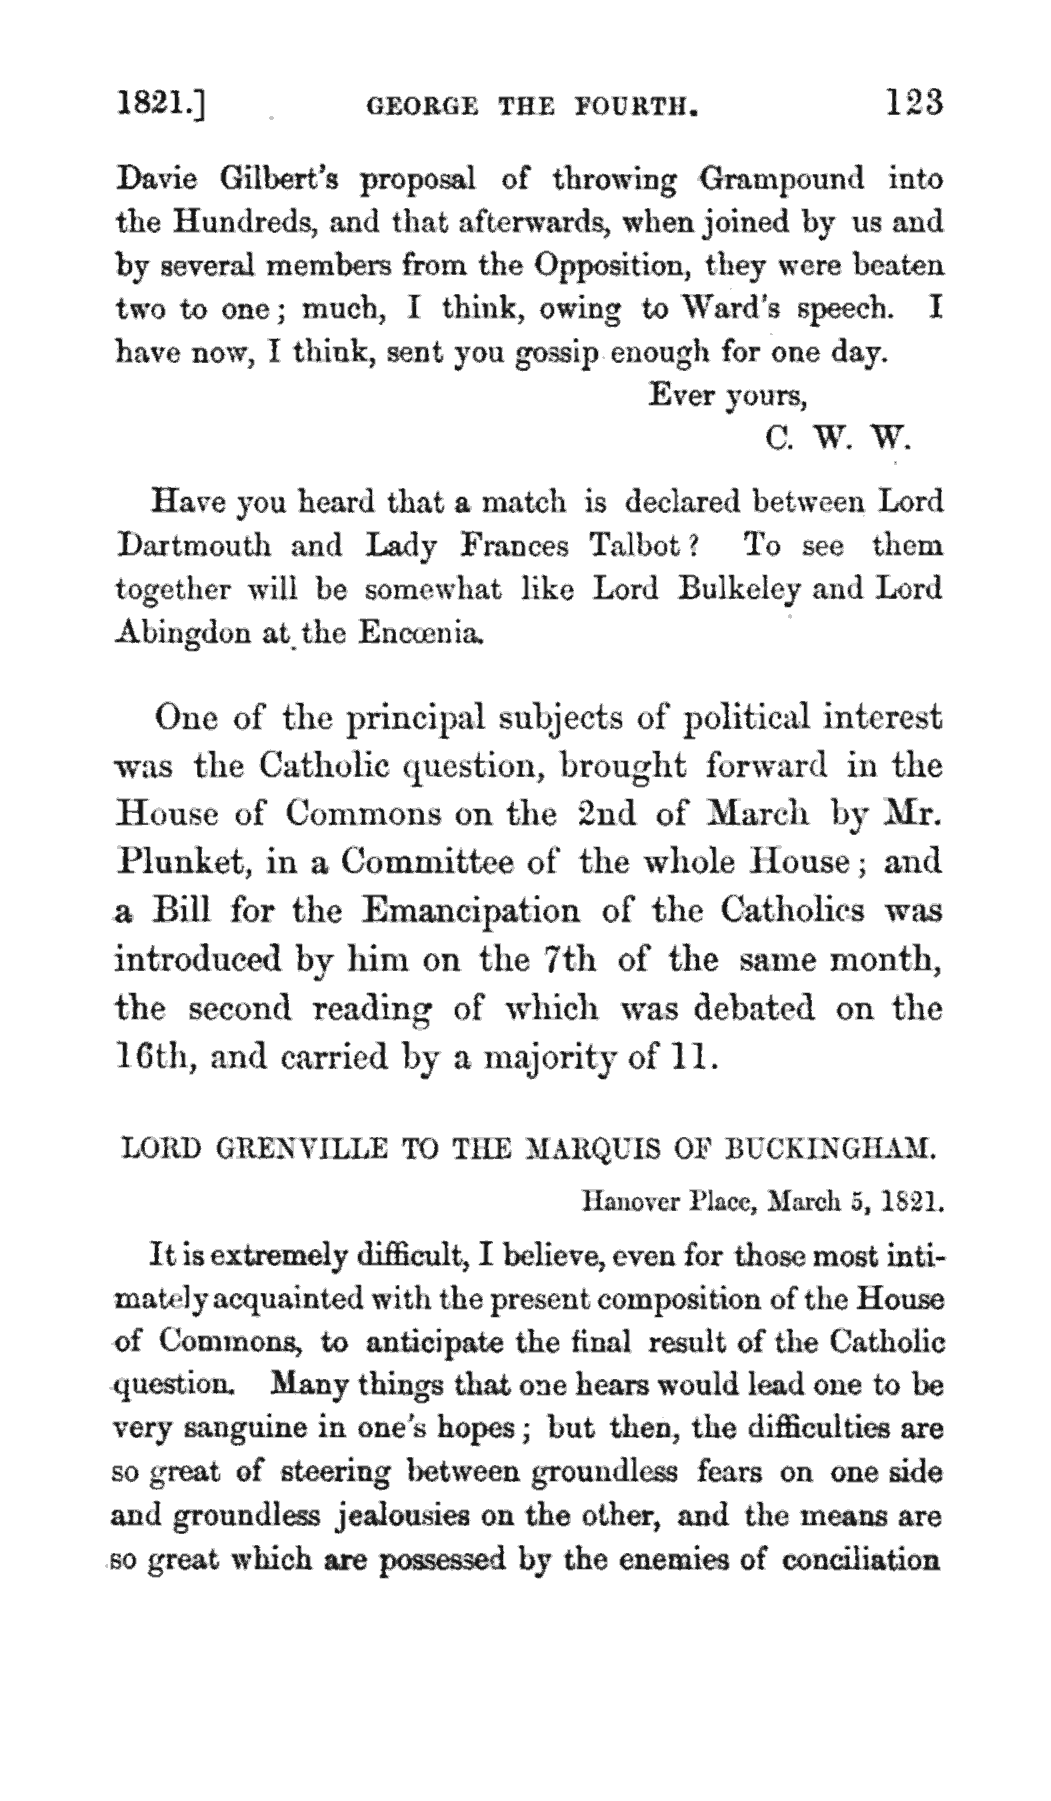 1821.] GEORGE THE FOURTH. 123
Davie Gilbert's proposal of throwing Grampound into
the Hundreds, and that afterwards, when joined by us and
by several members from the Opposition, they were beaten
two to one; much, I think, owing to Ward's speech. I
have now, I think, sent you gossip enough for one day.
Ever yours,
C. W. W.
Have you heard that a match is declared between Lord
Dartmouth and Lady Frances Talbot? To see them
together will be somewhat like Lord Bulkeley and Lord
Abingdon at the Encœnia.
One of the principal subjects of political interest
was the Catholic question, brought forward in the
House of Commons on the 2nd of March by Mr.
Plunket, in a Committee of the whole House; and
a Bill for the Emancipation of the Catholics was
introduced by him on the 7th of the same month,
the second reading of which was debated on the
16th, and carried by a majority of 11.
LORD GRENVILLE TO THE MARQUIS OF BUCKINGHAM.
Hanover Place, March 5, 1821.
It is extremely difficult, I believe, even for those most inti-
mately acquainted with the present composition of the House
of Commons, to anticipate the final result of the Catholic
question. Many things that one hears would lead one to be
very sanguine in one's hopes; but then, the difficulties are
so great of steering between groundless fears on one side
and groundless jealousies on the other, and the means are
so great which are possessed by the enemies of conciliation